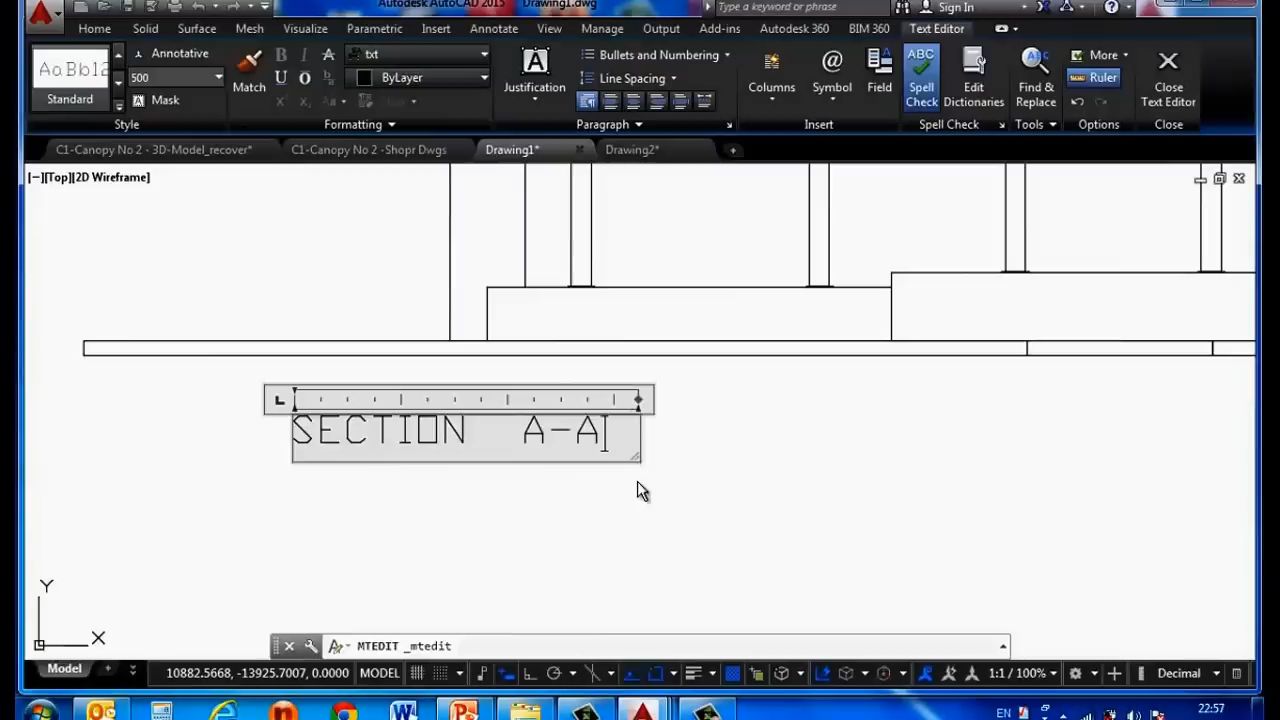 Autodesk AutoCAD 2015 Drawing1.dwg
Type a keyword or phrase
Sign In
Home Solid Surface Mesh Visualize Parametric Insert Annotate View Manage Output Add-ins Autodesk 360 BIM 360 Text Editor
AaBb12
Standard
Annotative
500
Mask
Style
Match
txt
ByLayer
Formatting
Justification
Bullets and Numbering
Line Spacing
Paragraph
Columns
Symbol
Field
Insert
ABC
Spell
Check
Edit
Dictionaries
Spell Check
Find &
Replace
Tools
More
Ruler
Options
Close
Text Editor
Close
C1-Canopy No 2 - 3D-Model_recover*
C1-Canopy No 2 -Shopr Dwgs
Drawing1*
Drawing2*
[−][Top][2D Wireframe]
SECTION A-A
Y
X
MTEDIT _mtedit
Model
10882.5668, -13925.7007, 0.0000 MODEL
1:1 / 100%
Decimal
EN
22:57